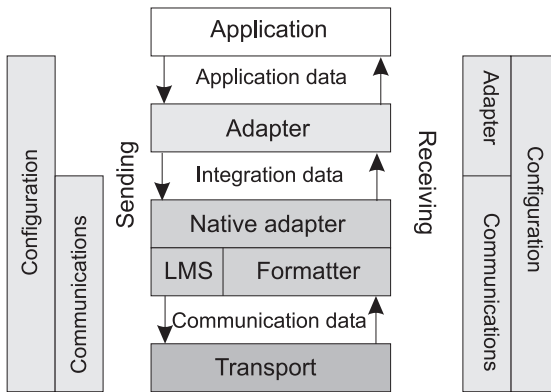 Application
Application data
Adapter
Integration data
Native adapter
LMS Formatter
Communication data
Transport
Sending
Receiving
Configuration
Communications
Adapter
Communications
Configuration